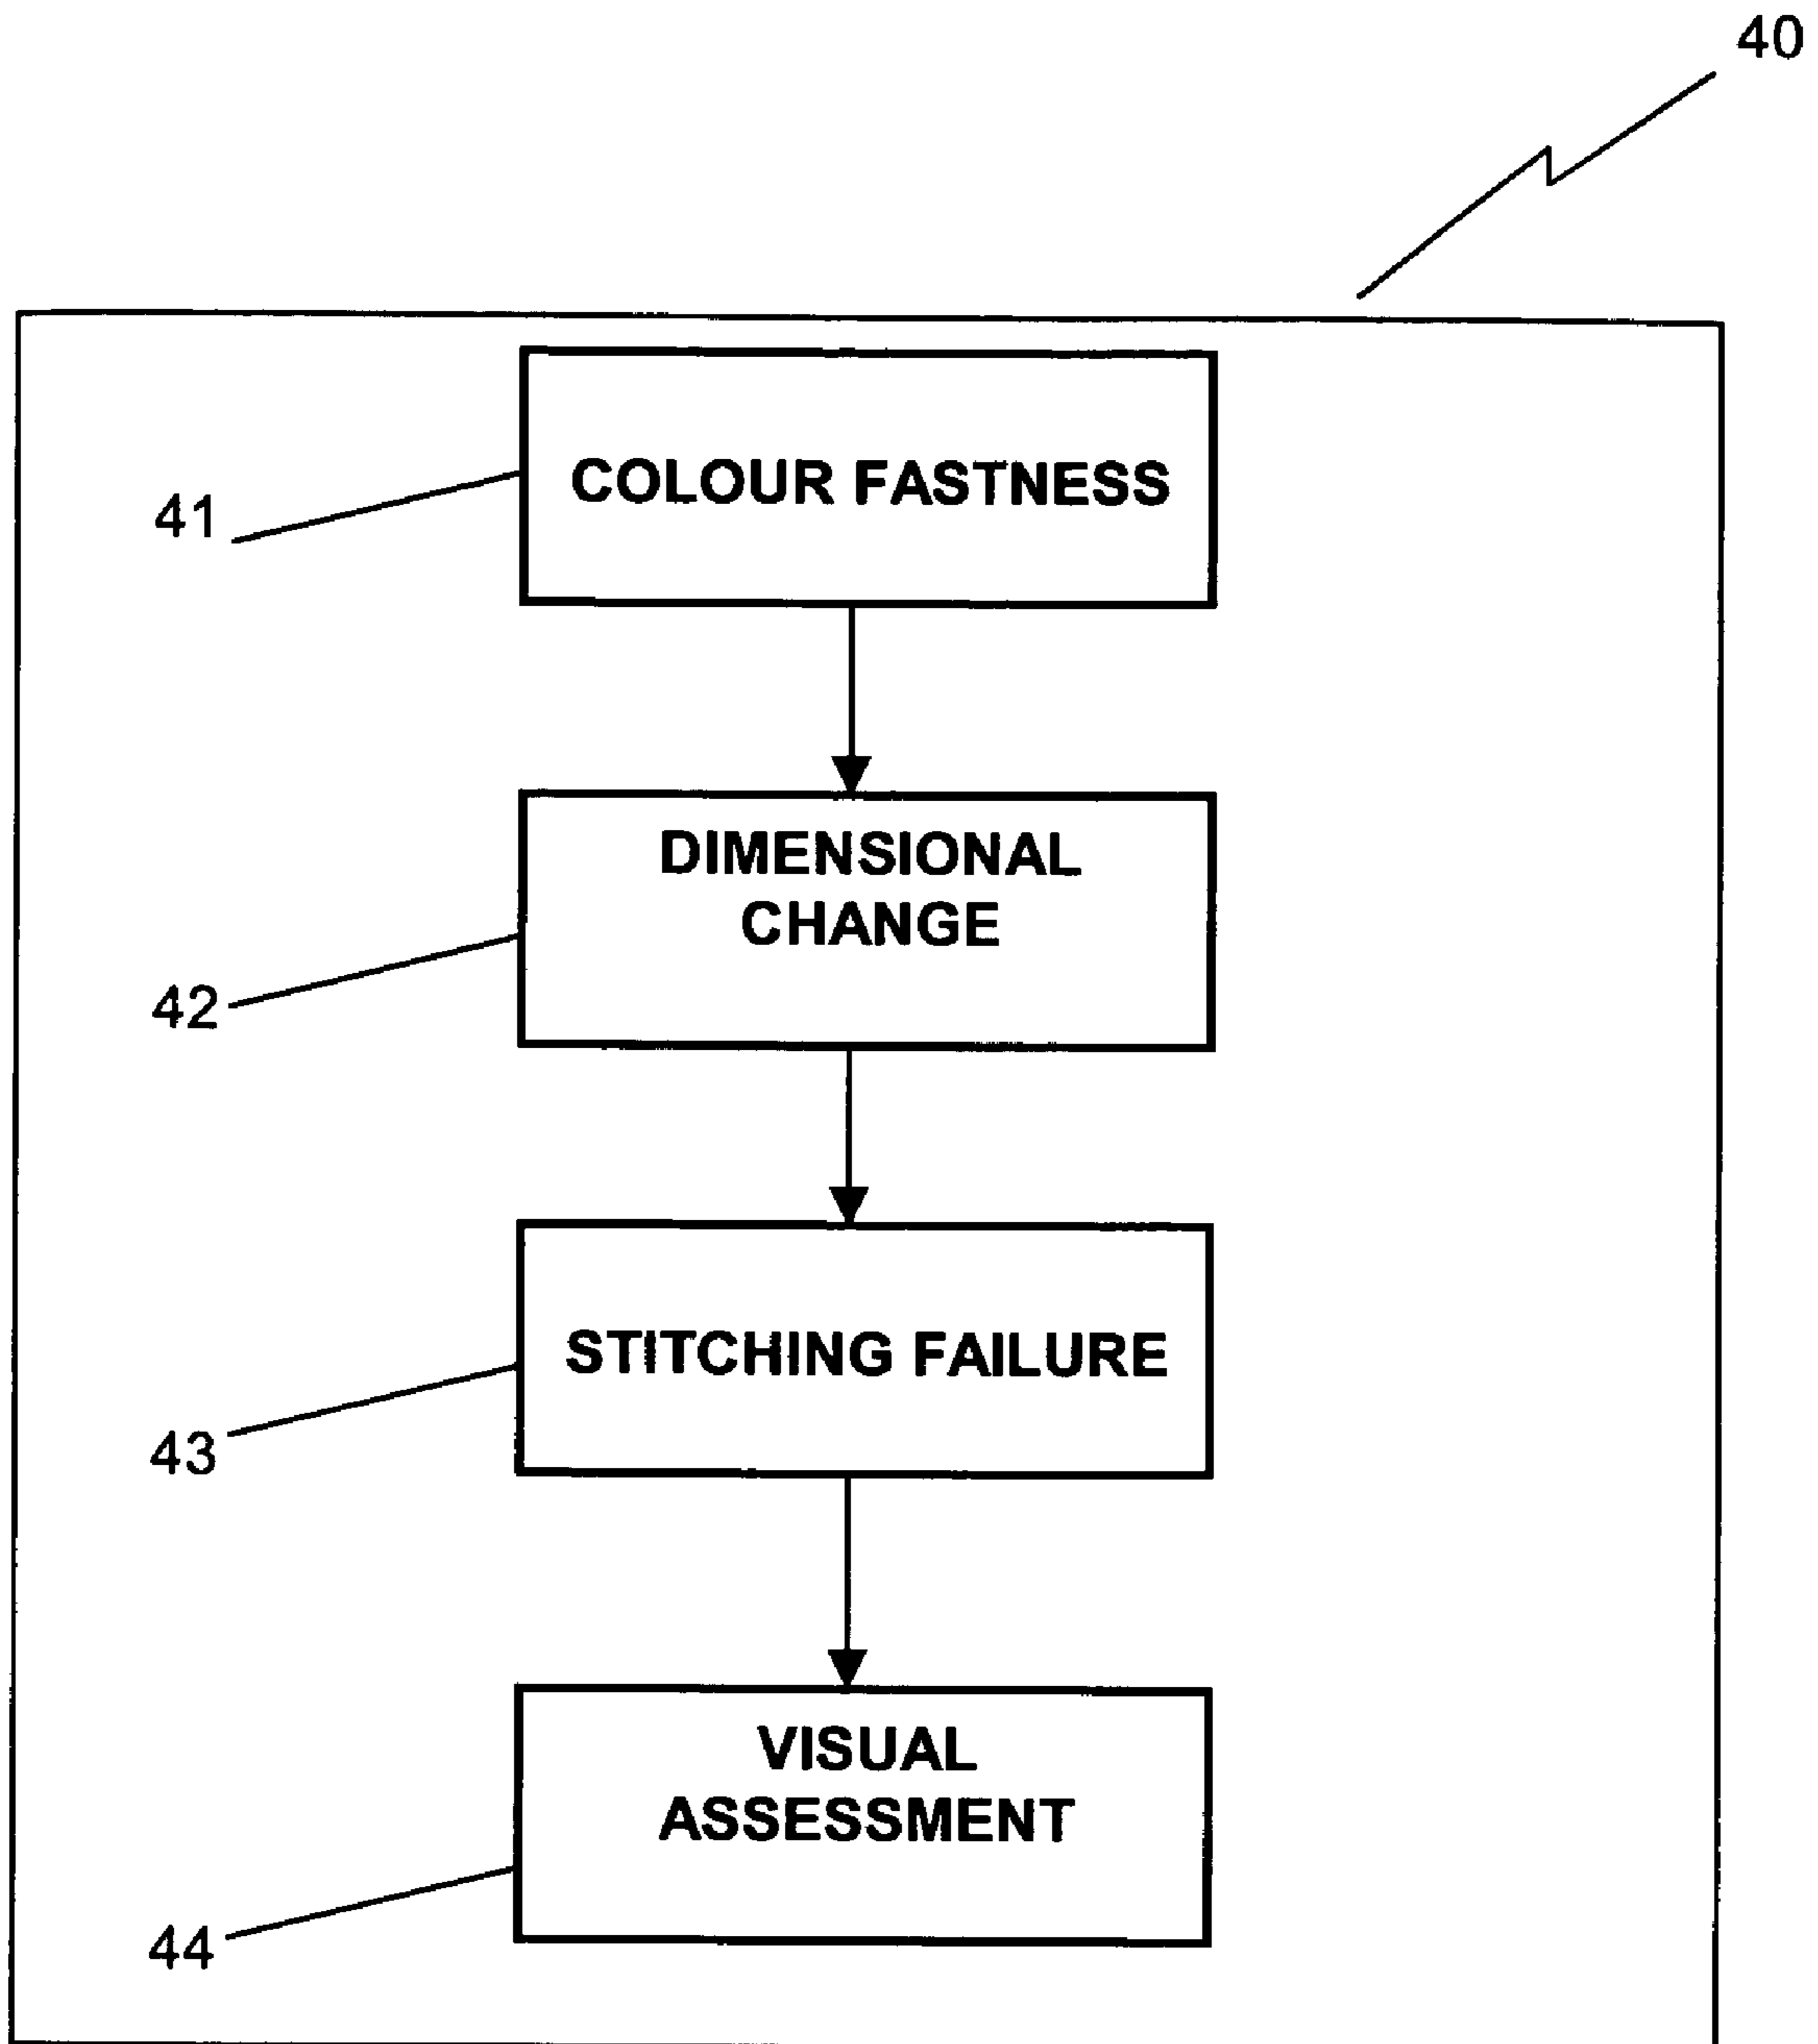 40
COLOUR FASTNESS
41
DIMENSIONAL
CHANGE
42
STITCHING FAILURE
43
VISUAL
ASSESSMENT
44